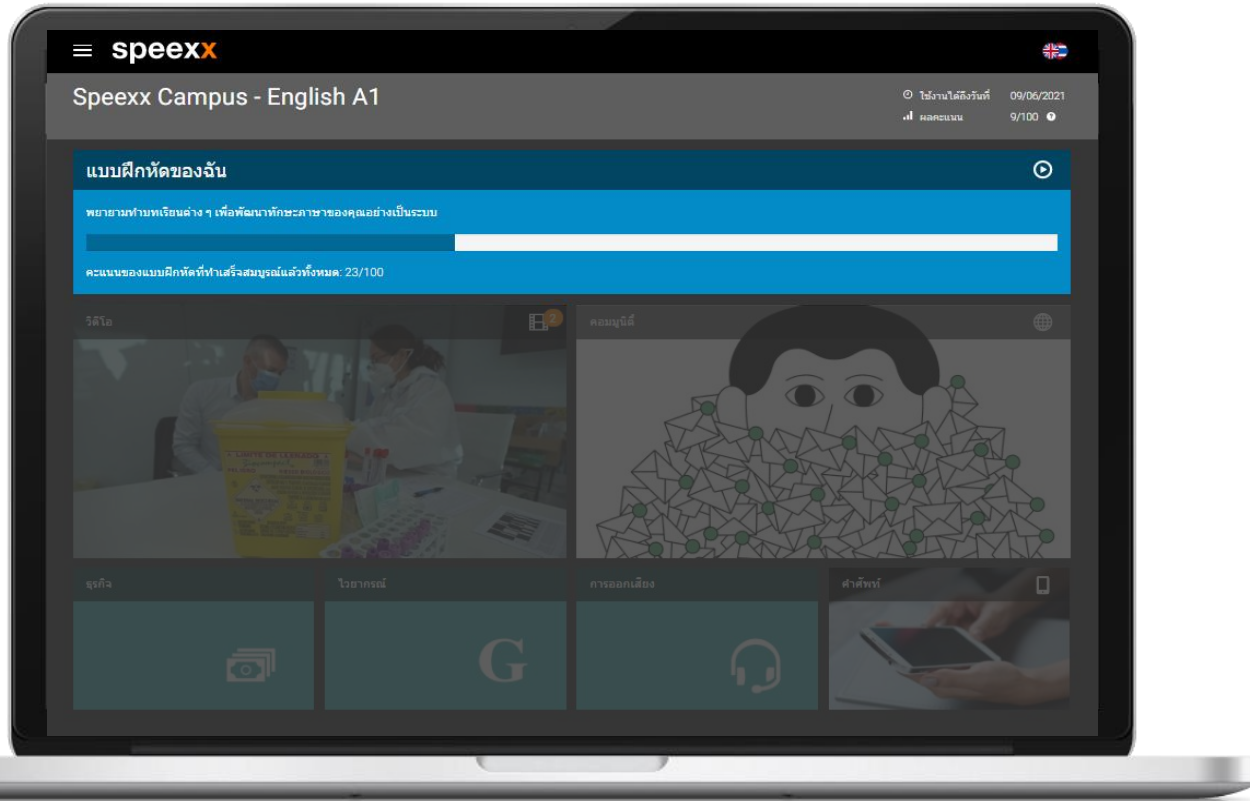 speexx
Speexx Campus - English A1
ใช้งานได้ถึงวันที่ 09/06/2021
ผลคะแนน 9/100
แบบฝึกหัดของฉัน
พยายามทำบทเรียนต่าง ๆ เพื่อพัฒนาทักษะภาษาของคุณอย่างเป็นระบบ
คะแนนของแบบฝึกหัดที่ทำเสร็จสมบูรณ์แล้วทั้งหมด: 23/100
วิดีโอ
2
คอมมูนิตี้
ธุรกิจ
ไวยากรณ์
การออกเสียง
คำศัพท์
G